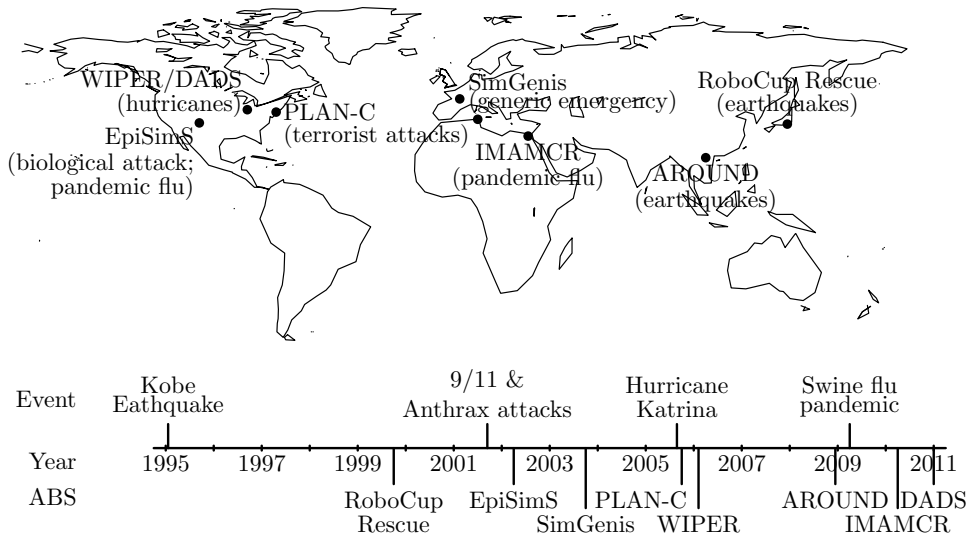 WIPER/DADS
(hurricanes)
PLAN-C
(terrorist attacks)
EpiSimS
(biological attack;
pandemic flu)
SimGenis
(generic emergency)
IMAMCR
(pandemic flu)
RoboCup Rescue
(earthquakes)
AROUND
(earthquakes)
Event
Kobe
Eathquake
9/11 &
Anthrax attacks
Hurricane
Katrina
Swine flu
pandemic
Year 1995 1997 1999 2001 2003 2005 2007 2009 2011
ABS
RoboCup
Rescue
EpiSimS
SimGenis
PLAN-C
WIPER
AROUND
IMAMCR
DADS